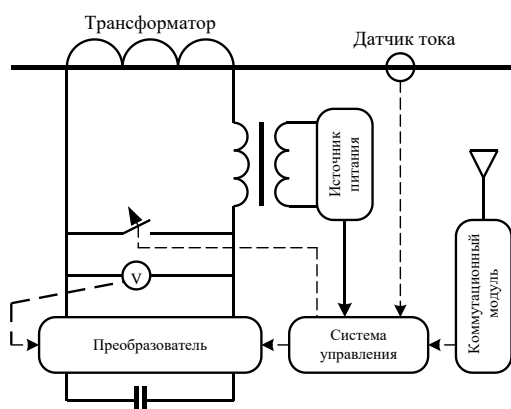 Трансформатор
Датчик тока
Источник
питания
Коммутационный
модуль
V
Преобразователь
Система
управления